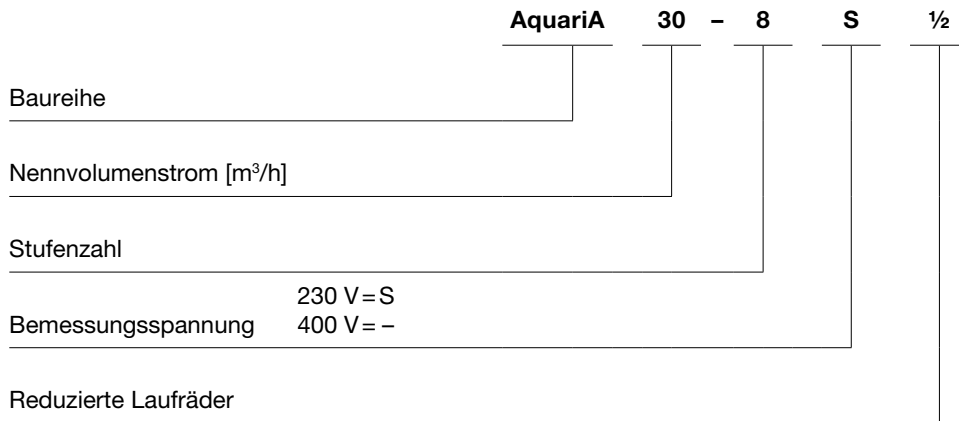 AquariA 30 – 8 S ½
Baureihe
Nennvolumenstrom [m³/h]
Stufenzahl
230 V = S
Bemessungsspannung 400 V = –
Reduzierte Laufräder